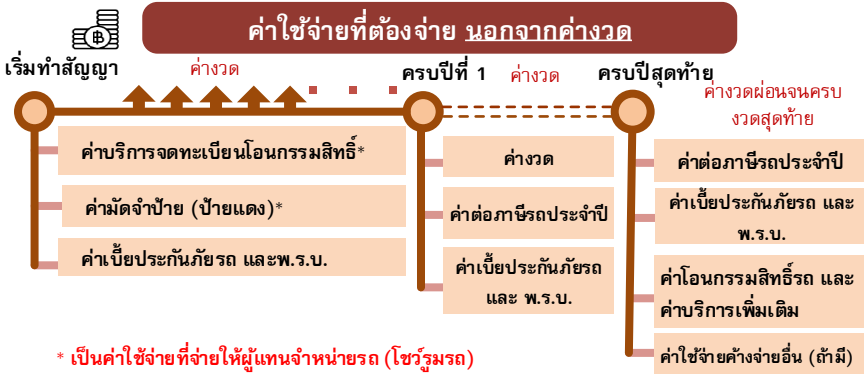 ค่าใช้จ่ายที่ต้องจ่าย นอกจากค่างวด
เริ่มทำสัญญา
ค่างวด
ครบปีที่ 1
ค่างวด
ครบปีสุดท้าย
ค่างวดผ่อนจนครบ
งวดสุดท้าย
ค่าบริการจดทะเบียนโอนกรรมสิทธิ์*
ค่ามัดจำป้าย (ป้ายแดง)*
ค่าเบี้ยประกันภัยรถ และพ.ร.บ.
ค่างวด
ค่าต่อภาษีรถประจำปี
ค่าเบี้ยประกันภัยรถ
และ พ.ร.บ.
ค่าต่อภาษีรถประจำปี
ค่าเบี้ยประกันภัยรถ และ
พ.ร.บ.
ค่าโอนกรรมสิทธิ์รถ และ
ค่าบริการเพิ่มเติม
ค่าใช้จ่ายค้างจ่ายอื่น (ถ้ามี)
* เป็นค่าใช้จ่ายที่จ่ายให้ผู้แทนจำหน่ายรถ (โชว์รูมรถ)